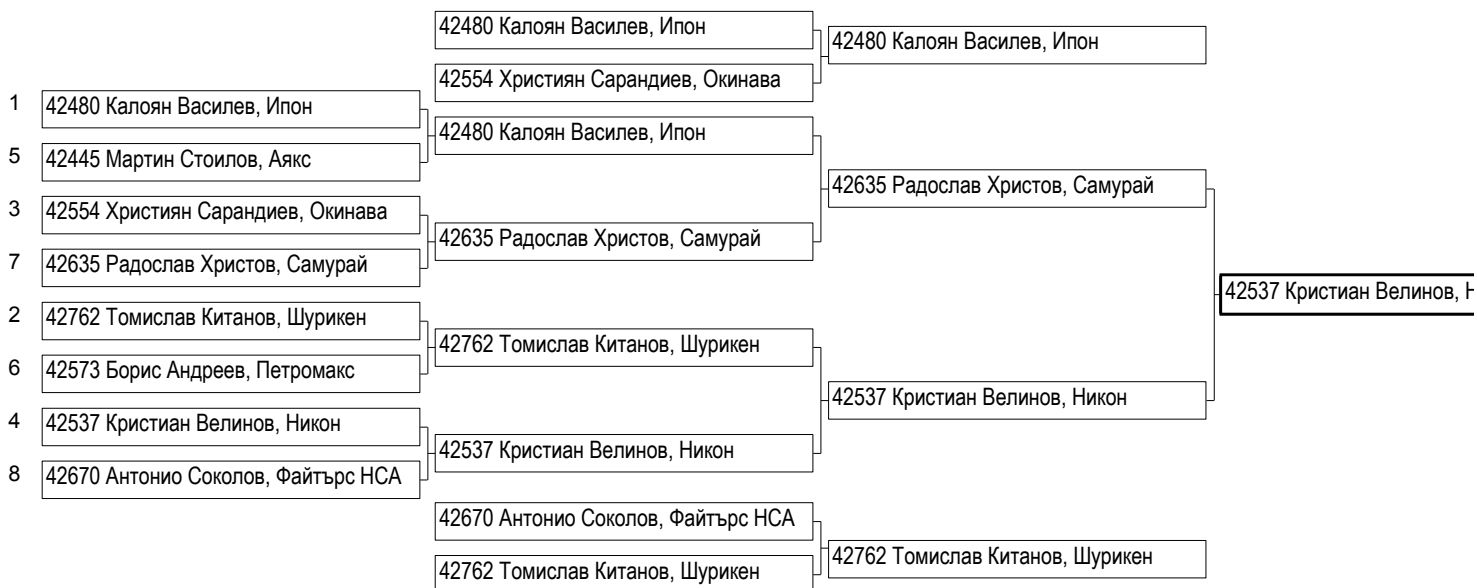 42480 Калоян Василев, Ипон
42480 Калоян Василев, Ипон
42554 Християн Сарандиев, Окинава
1 42480 Калоян Василев, Ипон
42480 Калоян Василев, Ипон
5 42445 Мартин Стоилов, Аякс
42635 Радослав Христов, Самурай
3 42554 Християн Сарандиев, Окинава
42635 Радослав Христов, Самурай
7 42635 Радослав Христов, Самурай
42537 Кристиан Велинов,
2 42762 Томислав Китанов, Шурикен
42762 Томислав Китанов, Шурикен
6 42573 Борис Андреев, Петромакс
42537 Кристиан Велинов, Никон
4 42537 Кристиан Велинов, Никон
42537 Кристиан Велинов, Никон
8 42670 Антонио Соколов, Файтърс НСА
42670 Антонио Соколов, Файтърс НСА
42762 Томислав Китанов, Шурикен
42762 Томислав Китанов, Шурикен